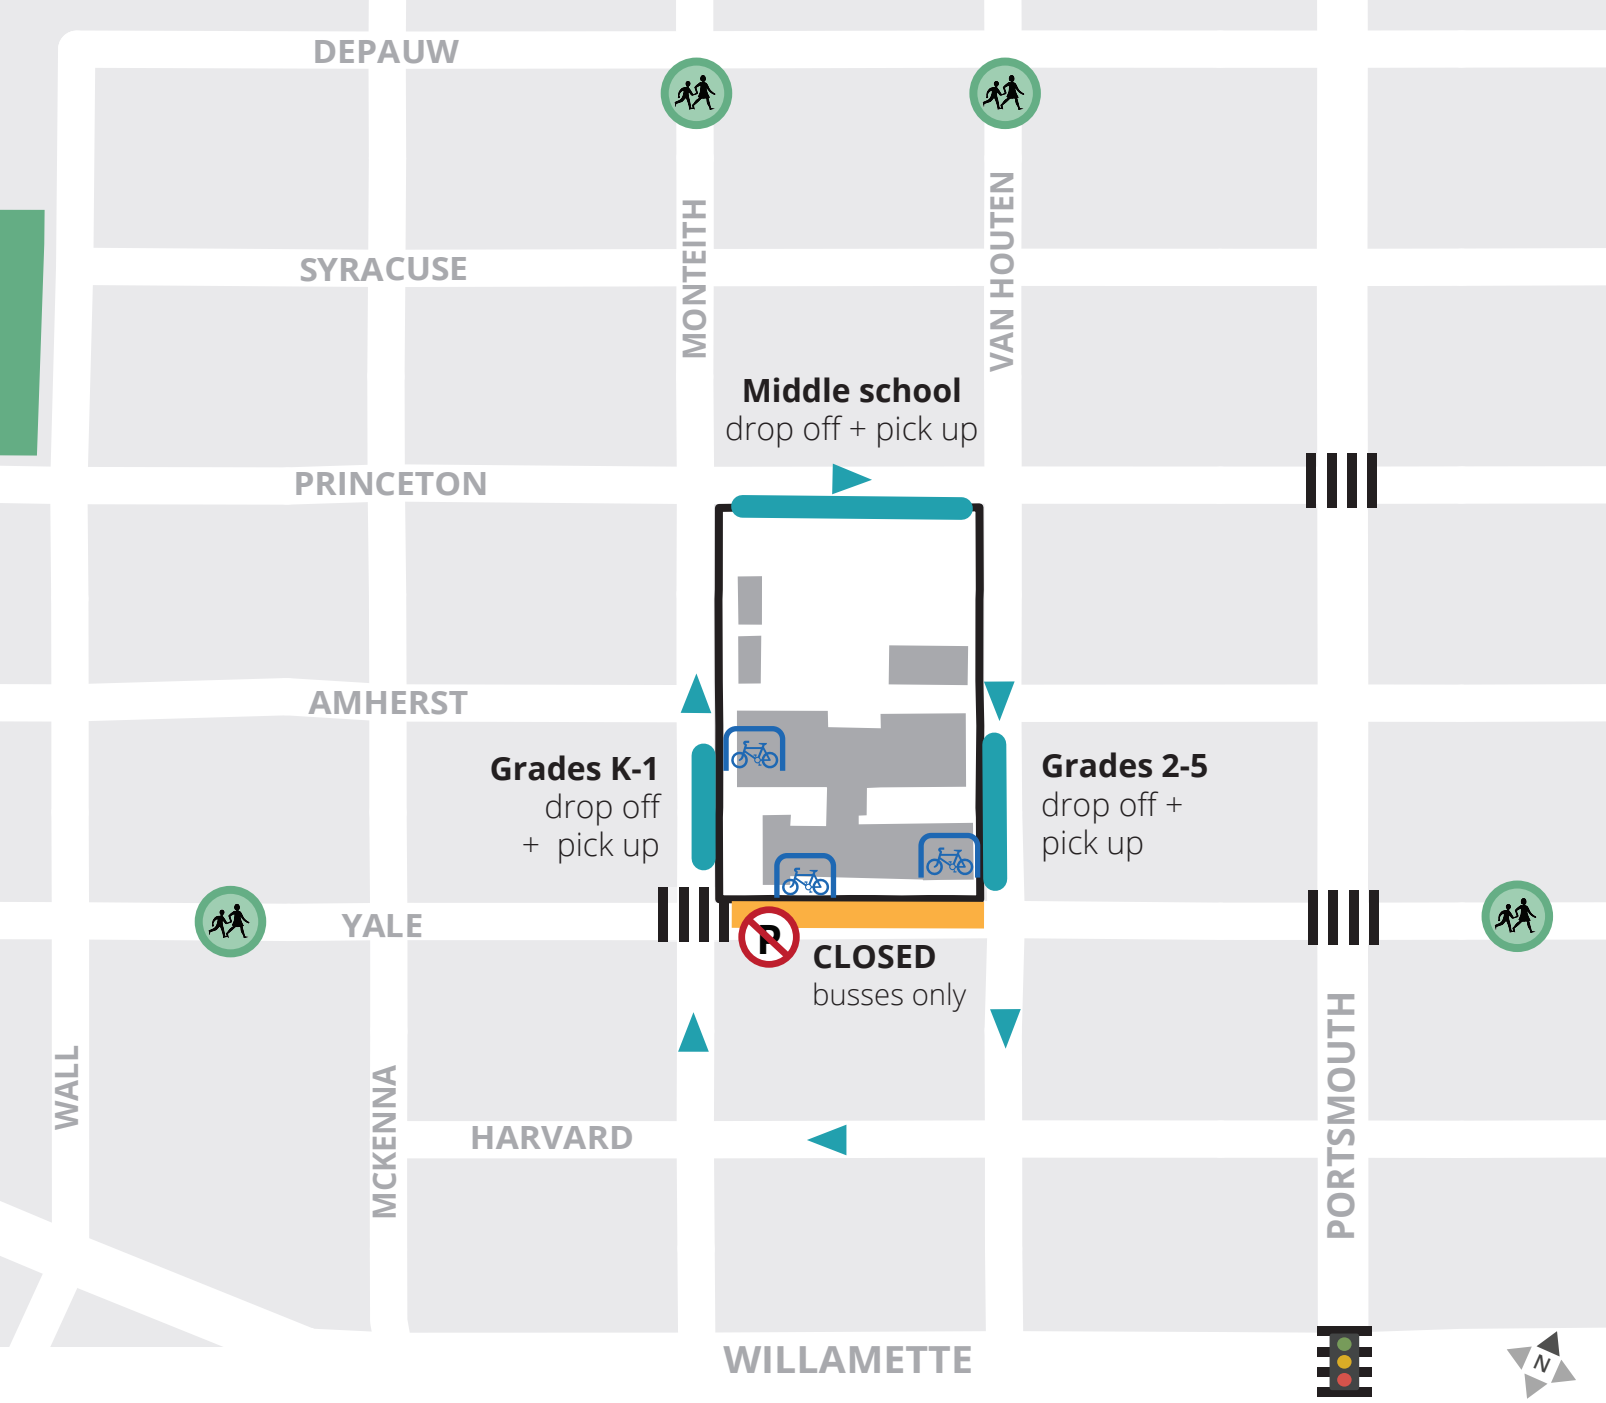 DEPAUW
MONTEITH
VAN HOUTEN
SYRACUSE
Middle school
drop off + pick up
PRINCETON
AMHERST
Grades K-1
drop off
+ pick up
Grades 2-5
drop off +
pick up
YALE
P
CLOSED
busses only
WALL
MCKENNA
HARVARD
PORTSMOUTH
WILLAMETTE
N